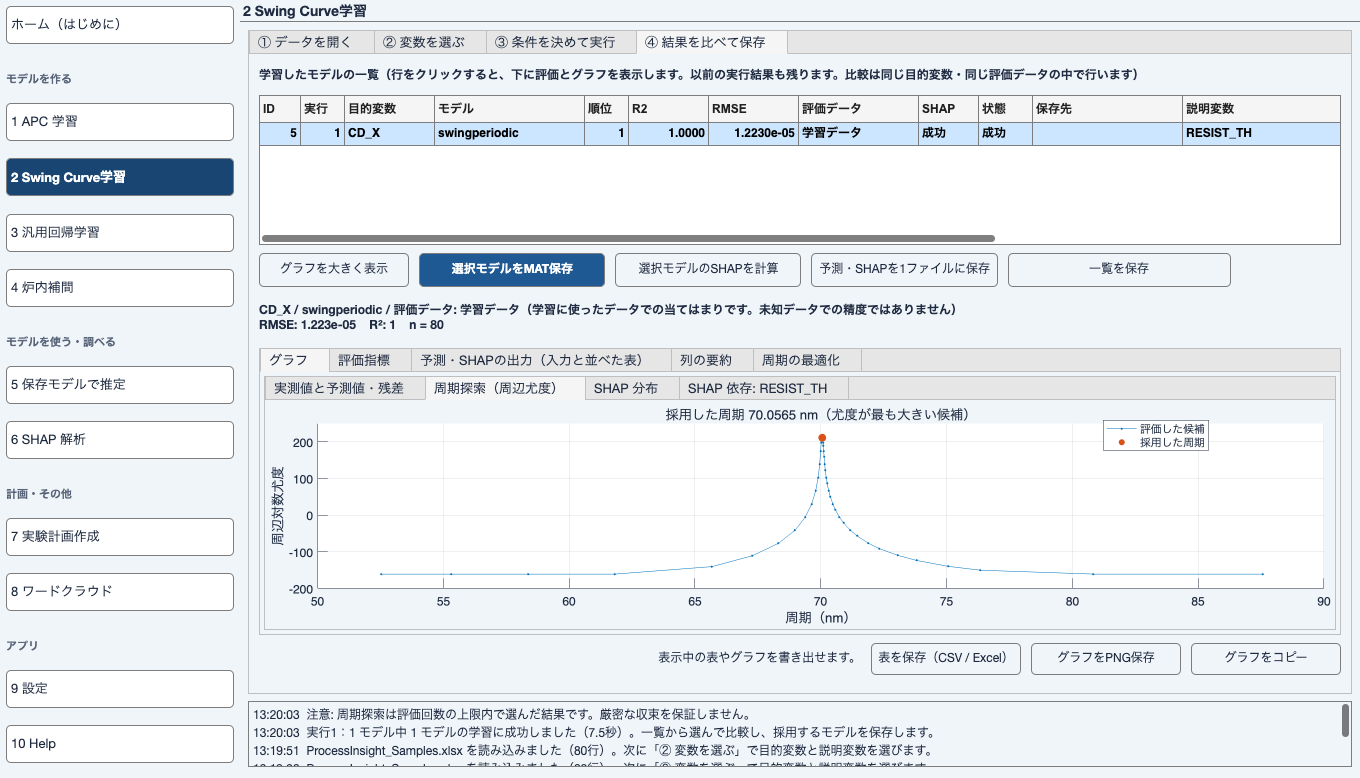 ホーム（はじめに）
モデルを作る
1 APC 学習
2 Swing Curve学習
3 汎用回帰学習
4 炉内補間
モデルを使う・調べる
5 保存モデルで推定
6 SHAP 解析
計画・その他
7 実験計画作成
8 ワードクラウド
アプリ
9 設定
10 Help
2 Swing Curve学習
① データを開く ② 変数を選ぶ ③ 条件を決めて実行 ④ 結果を比べて保存
学習したモデルの一覧（行をクリックすると、下に評価とグラフを表示します。以前の実行結果も残ります。比較は同じ目的変数・同じ評価データの中で行います）
ID 実行 目的変数 モデル 順位 R2 RMSE 評価データ SHAP 状態 保存先 説明変数
5 1 CD_X swingperiodic 1 1.0000 1.2230e-05 学習データ 成功 成功 RESIST_TH
グラフを大きく表示 選択モデルをMAT保存 選択モデルのSHAPを計算 予測・SHAPを1ファイルに保存 一覧を保存
CD_X / swingperiodic / 評価データ: 学習データ（学習に使ったデータでの当てはまりです。未知データでの精度ではありません）
RMSE: 1.223e-05 R²: 1 n = 80
グラフ 評価指標 予測・SHAPの出力（入力と並べた表） 列の要約 周期の最適化
実測値と予測値・残差 周期探索（周辺尤度） SHAP 分布 SHAP 依存: RESIST_TH
採用した周期 70.0565 nm（尤度が最も大きい候補）
評価した候補
採用した周期
周辺対数尤度
200
100
0
-100
-200
50 55 60 65 70 75 80 85 90
周期（nm）
表示中の表やグラフを書き出せます。 表を保存（CSV / Excel） グラフをPNG保存 グラフをコピー
13:20:03 注意: 周期探索は評価回数の上限内で選んだ結果です。厳密な収束を保証しません。
13:20:03 実行1：1 モデル中 1 モデルの学習に成功しました（7.5秒）。一覧から選んで比較し、採用するモデルを保存します。
13:19:51 ProcessInsight_Samples.xlsx を読み込みました（80行）。次に「② 変数を選ぶ」で目的変数と説明変数を選びます。